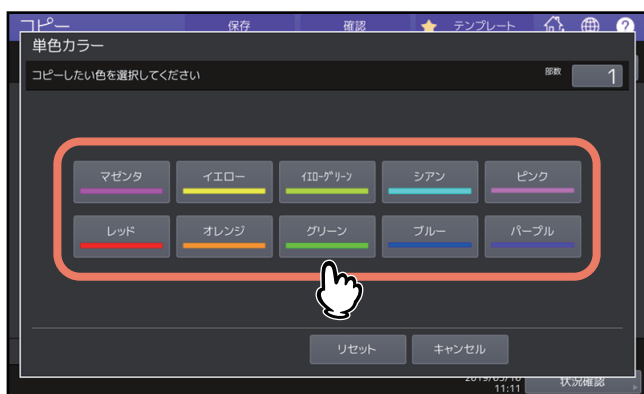 コピー 保存 確認 テンプレート ?
単色カラー
コピーしたい色を選択してください 部数 1
マゼンタ イエロー ｲｴﾛｰｸﾞﾘｰﾝ シアン ピンク
レッド オレンジ グリーン ブルー パープル
リセット キャンセル
11:11 状況確認